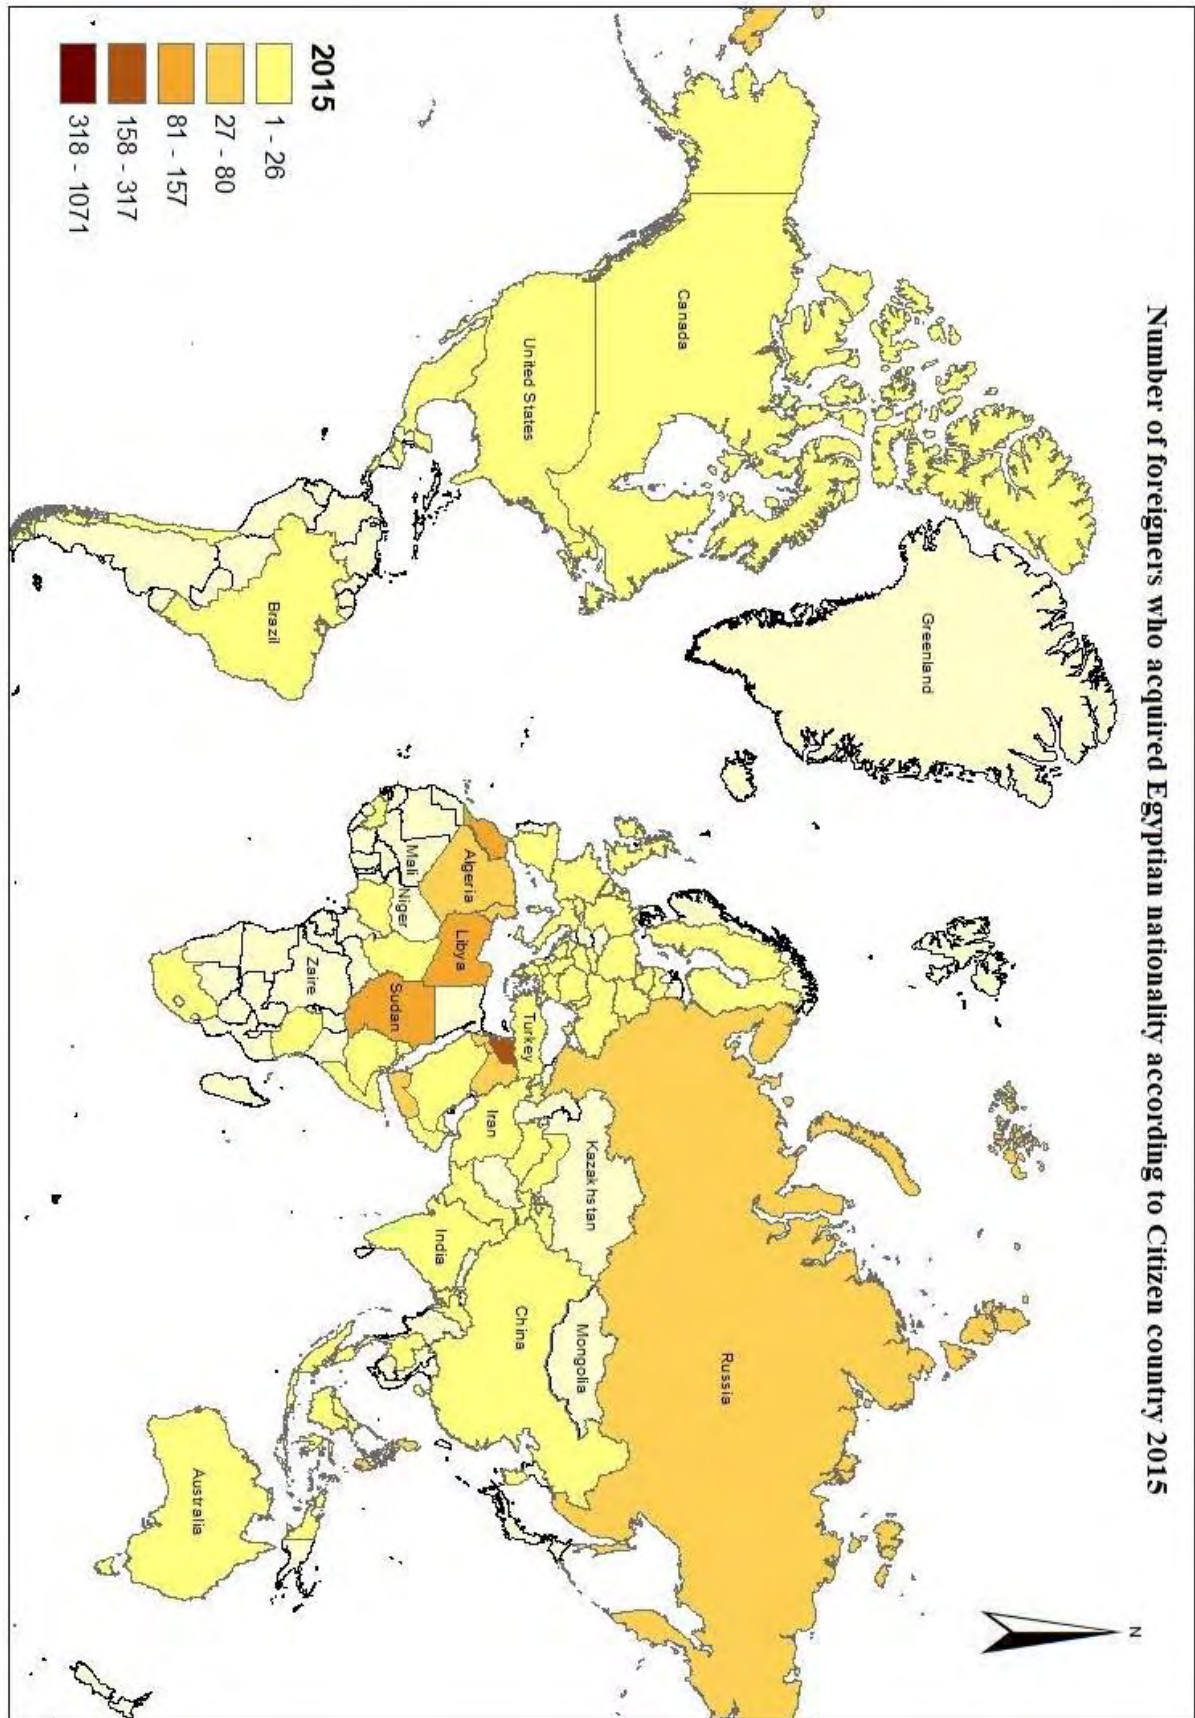 Number of foreigners who acquired Egyptian nationality according to Citizen country 2015
N
Greenland
Russia
Canada
Kazakhstan
Mongolia
United States
Turkey
China
Algeria
Libya
Iran
India
Mali
Niger
Sudan
Zaire
Brazil
Australia
2015
1 - 26
27 - 80
81 - 157
158 - 317
318 - 1071